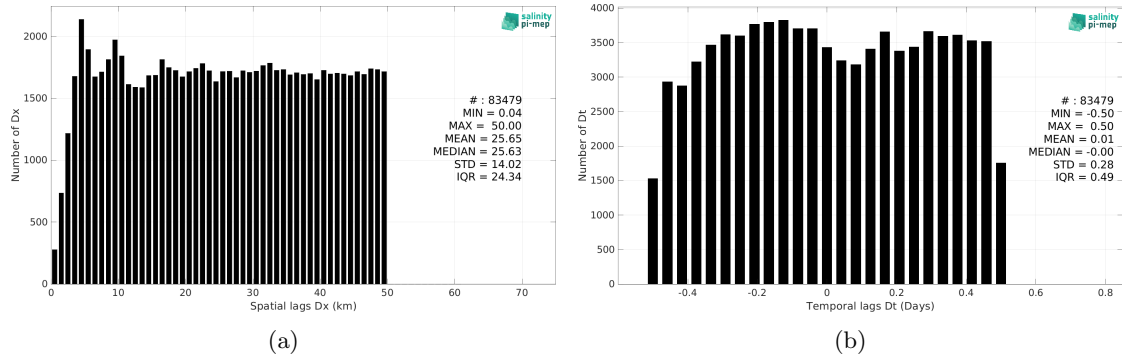 salinity
pi-mep
2000
1500
1000
500
0
Number of Dx
# : 83479
MIN = 0.04
MAX = 50.00
MEAN = 25.65
MEDIAN = 25.63
STD = 14.02
IQR = 24.34
0 10 20 30 40 50 60 70
Spatial lags Dx (km)
(a)
salinity
pi-mep
4000
3500
3000
2500
2000
1500
1000
500
0
Number of Dt
# : 83479
MIN = -0.50
MAX = 0.50
MEAN = 0.01
MEDIAN = -0.00
STD = 0.28
IQR = 0.49
-0.4 -0.2 0 0.2 0.4 0.6 0.8
Temporal lags Dt (Days)
(b)